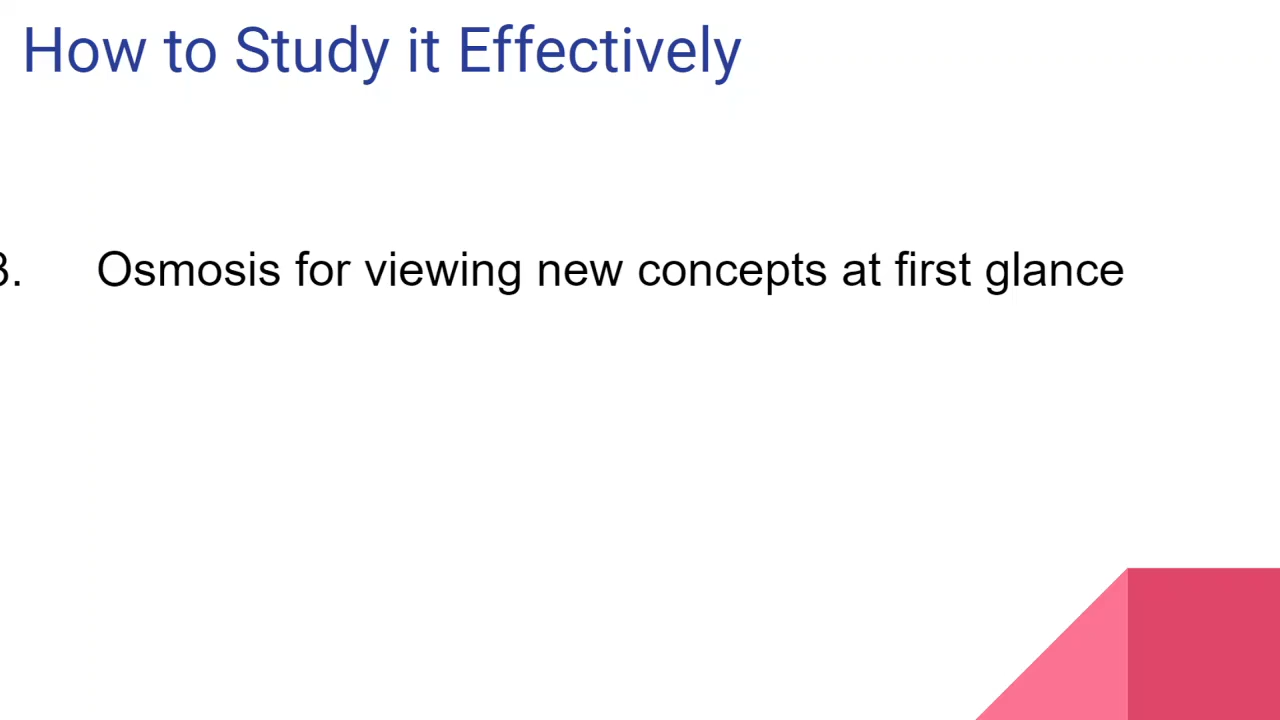 How to Study it Effectively
3. Osmosis for viewing new concepts at first glance